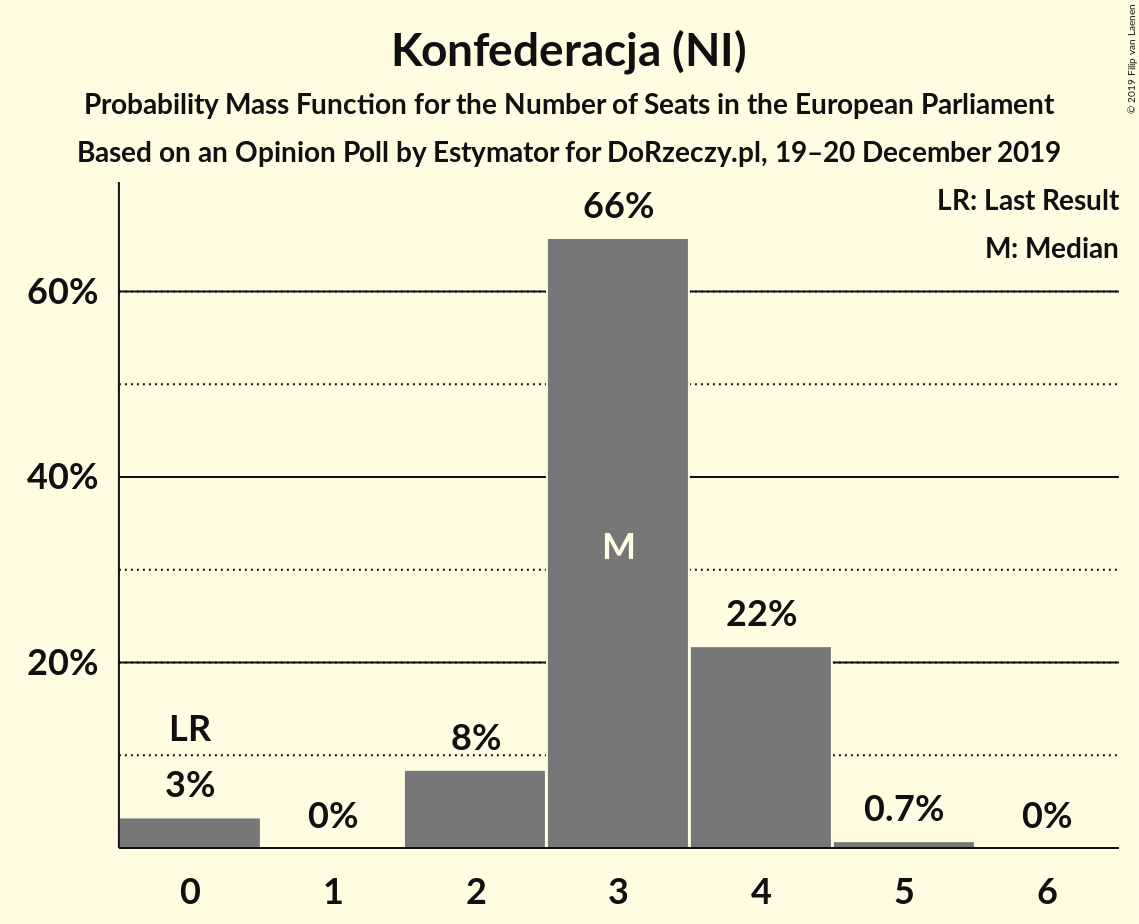 Konfederacja (NI)
Probability Mass Function for the Number of Seats in the European Parliament
Based on an Opinion Poll by Estymator for DoRzeczy.pl, 19–20 December 2019
© 2019 Filip van Laenen
LR: Last Result
M: Median
60%
40%
20%
LR
3%
0%
8%
66%
M
22%
0.7%
0%
0
1
2
3
4
5
6